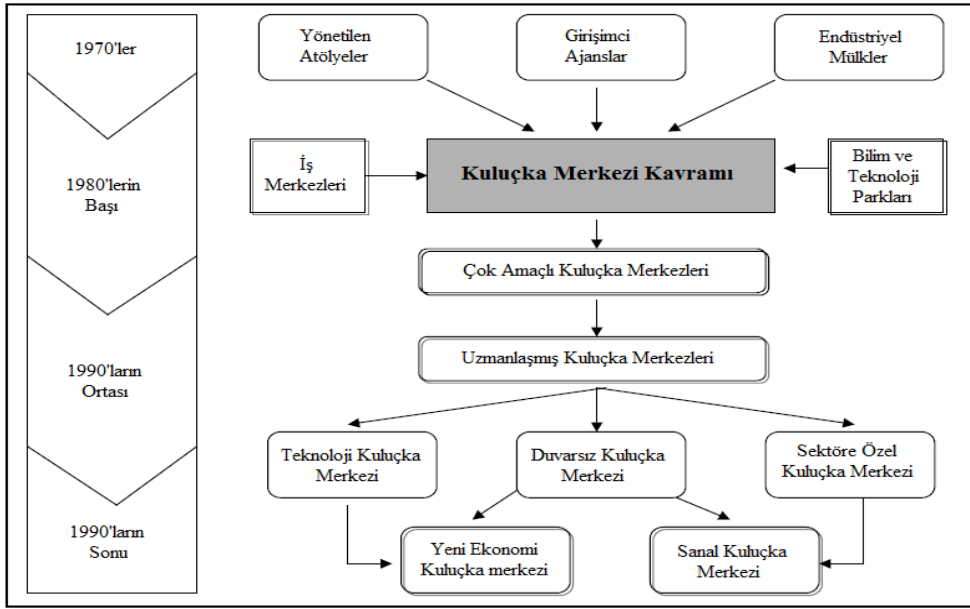 1970'ler
Yönetilen
Atölyeler
Girişimci
Ajanslar
Endüstriyel
Mülkler
1980'lerin
Başı
İş
Merkezleri
Kuluçka Merkezi Kavramı
Bilim ve
Teknoloji
Parkları
Çok Amaçlı Kuluçka Merkezleri
1990'ların
Ortası
Uzmanlaşmış Kuluçka Merkezleri
Teknoloji Kuluçka
Merkezi
Duvarsız Kuluçka
Merkezi
Sektöre Özel
Kuluçka Merkezi
1990'ların
Sonu
Yeni Ekonomi
Kuluçka merkezi
Sanal Kuluçka
Merkezi